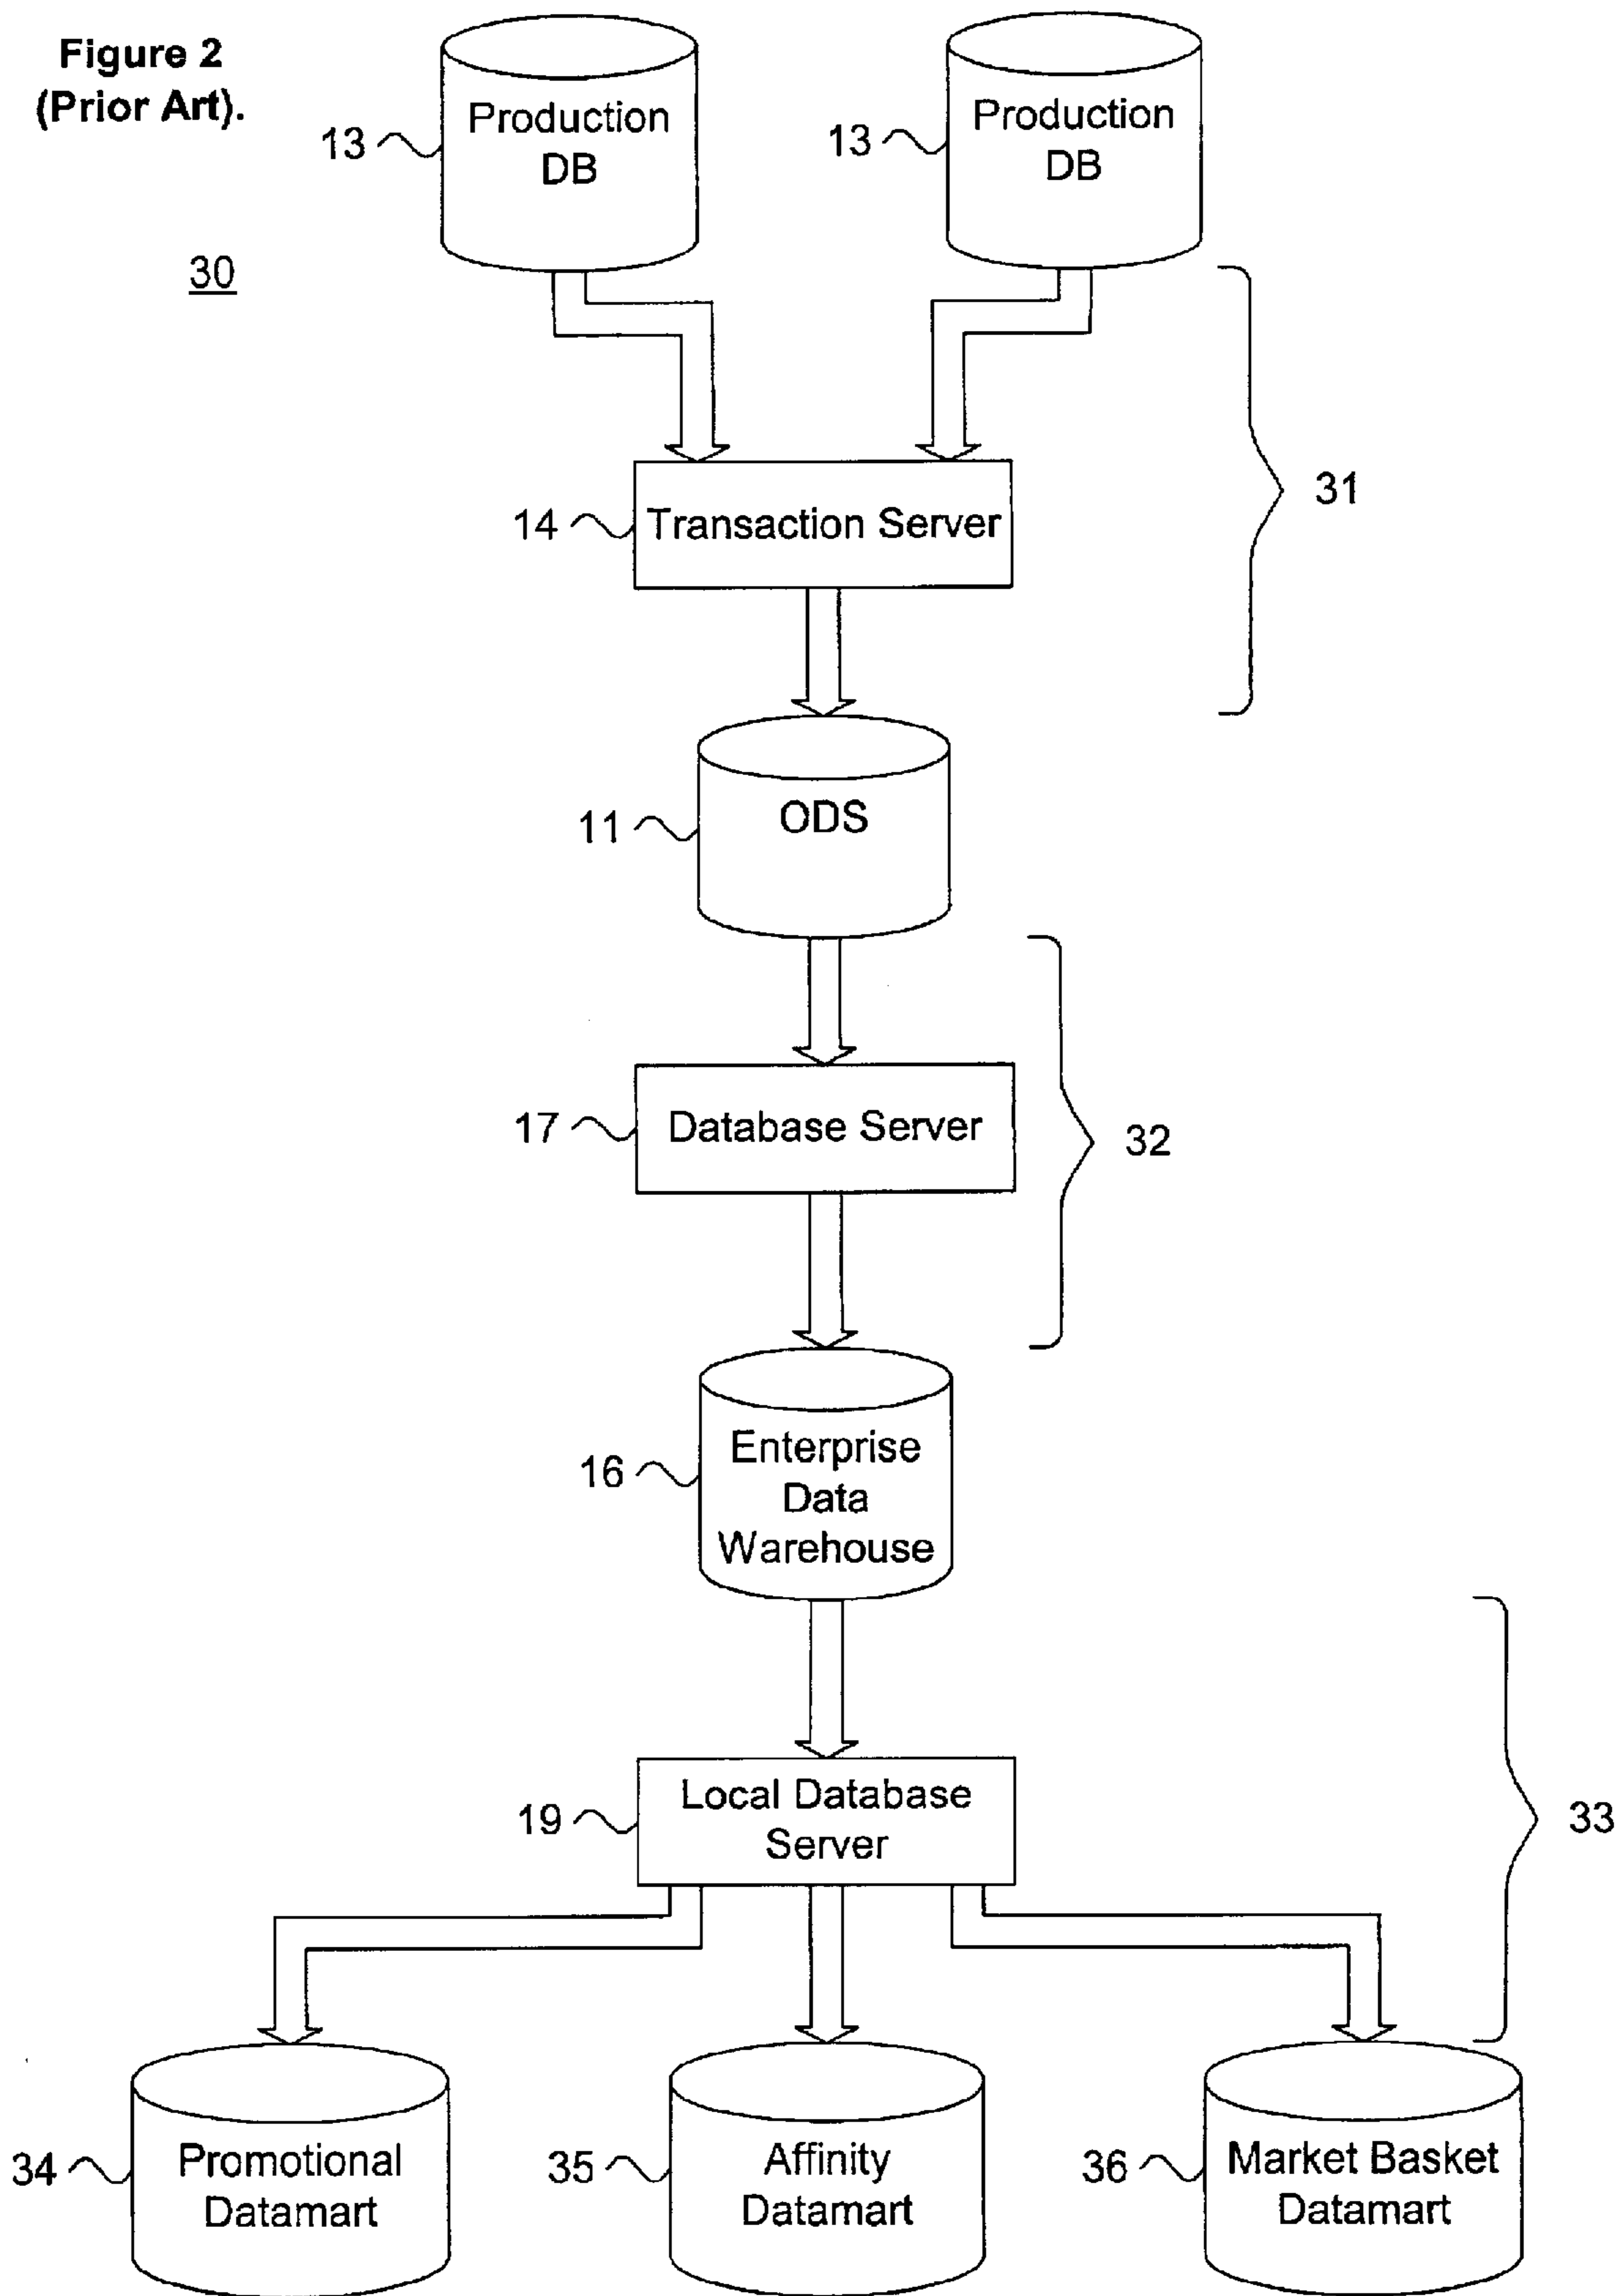 Figure 2
(Prior Art).
13
Production
DB
13
Production
DB
30
31
14
Transaction Server
11
ODS
17
Database Server
32
16
Enterprise
Data
Warehouse
19
Local Database
Server
33
34
Promotional
Datamart
35
Affinity
Datamart
36
Market Basket
Datamart